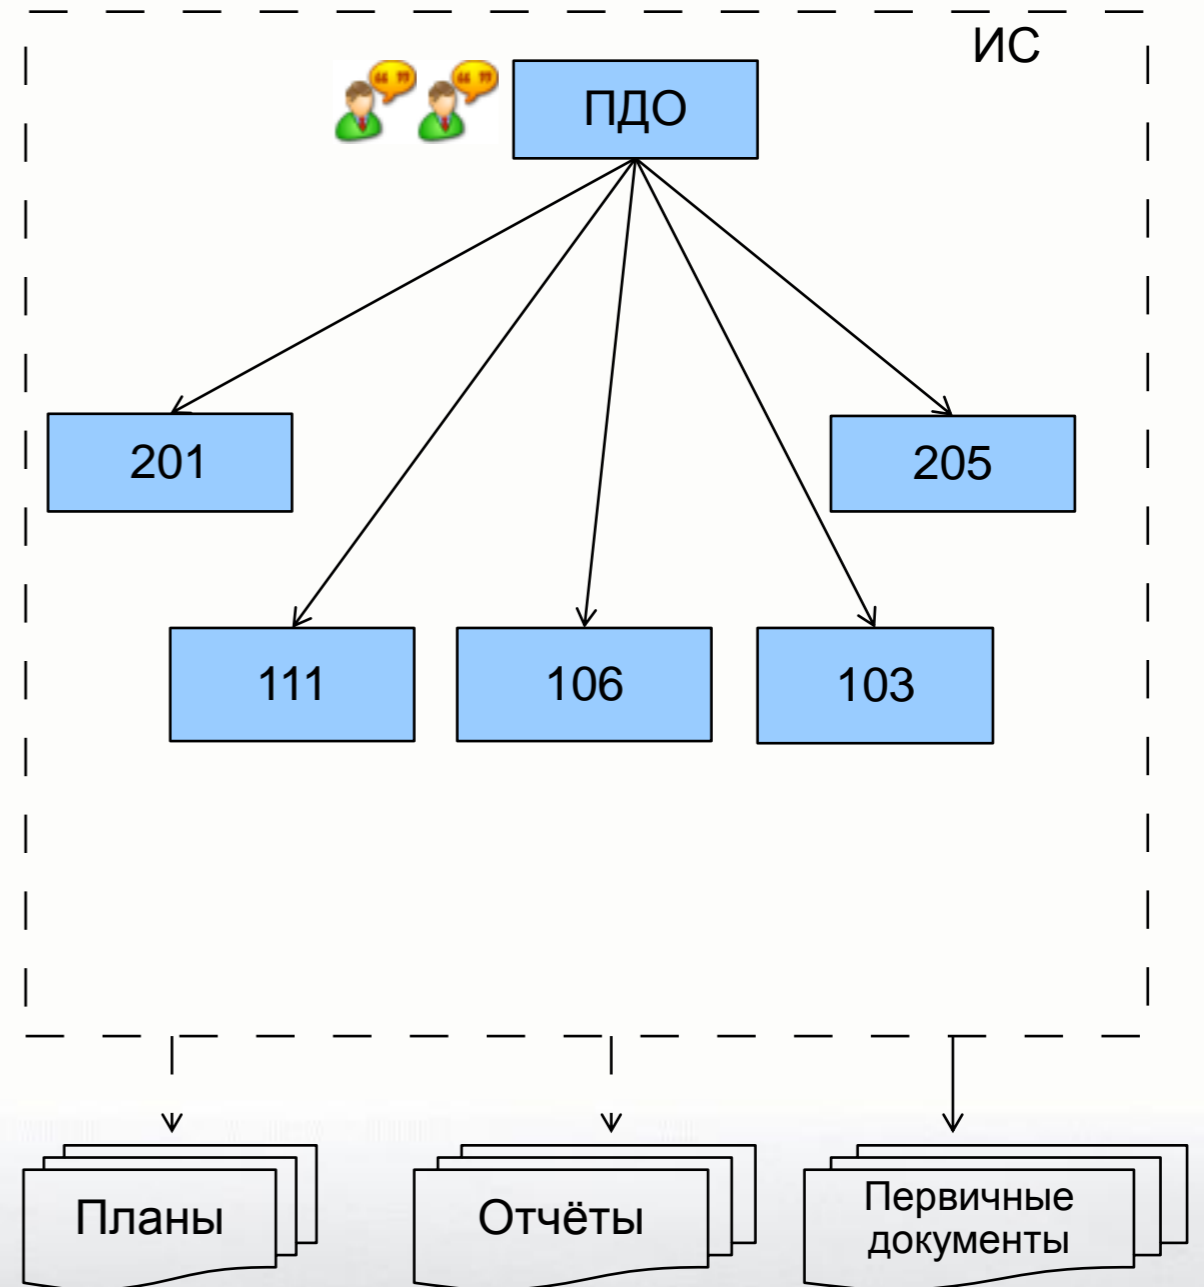 ИС
ПДО
201
205
111
106
103
Планы
Отчёты
Первичные
документы